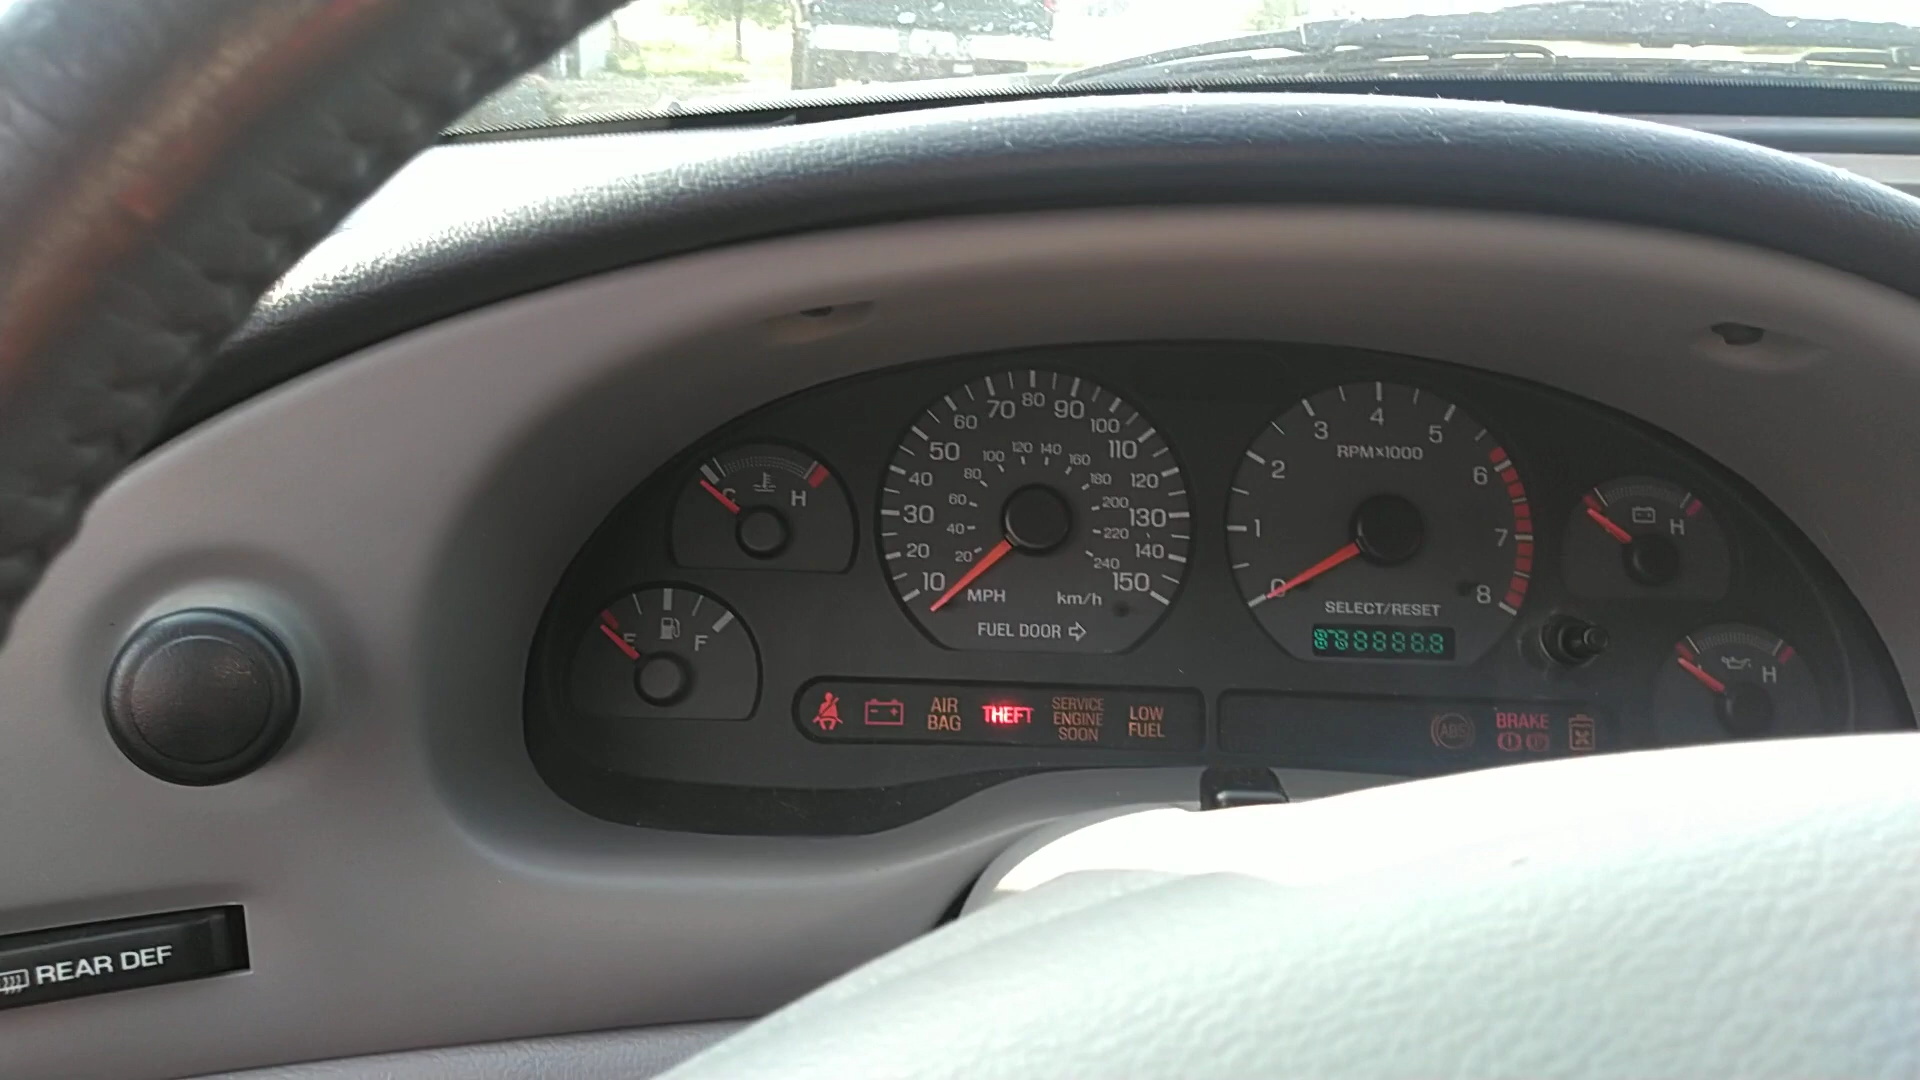 80
70 90
60 100
50 110
40 120
30 130
20 140
10 150
120 140
100 160
80 180
60 200
40 220
20 240
MPH km/h
FUEL DOOR
4
3 5
RPM×1000
2 6
1 7
0 8
SELECT/RESET
C H
H
E F
H
AIR
BAG
THEFT
SERVICE
ENGINE
SOON
LOW
FUEL
ABS
BRAKE
REAR DEF